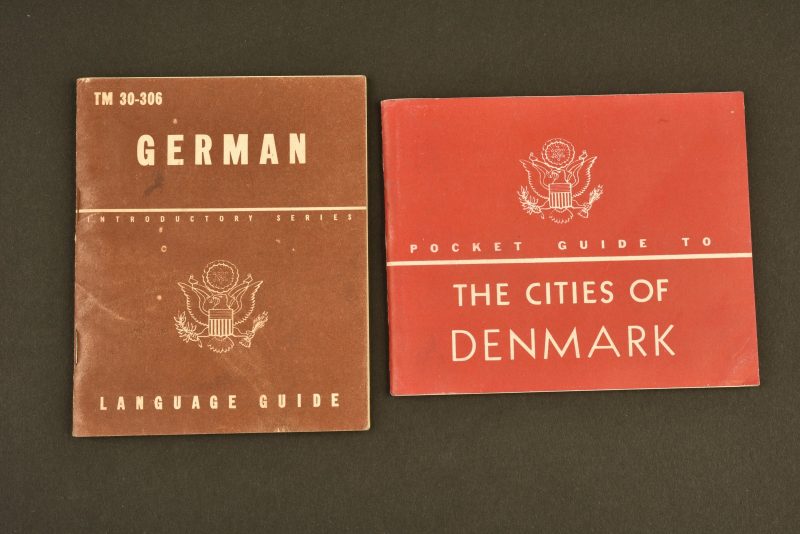 TM 30-306
GERMAN
INTRODUCTORY SERIES
LANGUAGE GUIDE
POCKET GUIDE TO
THE CITIES OF
DENMARK